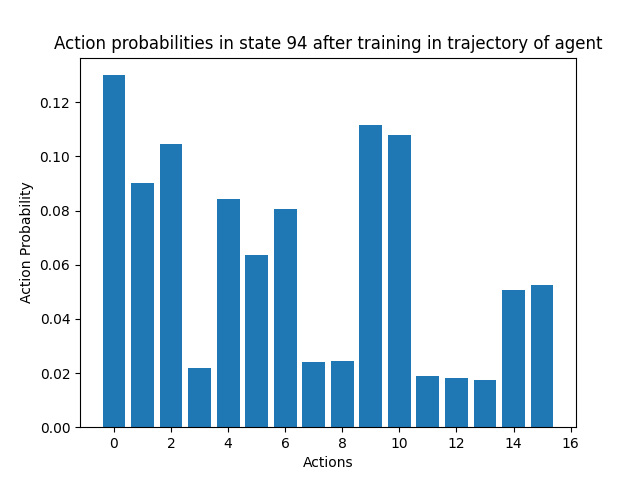 Action probabilities in state 94 after training in trajectory of agent
0.12
0.10
0.08
0.06
0.04
0.02
0.00
Action Probability
0 2 4 6 8 10 12 14 16
Actions